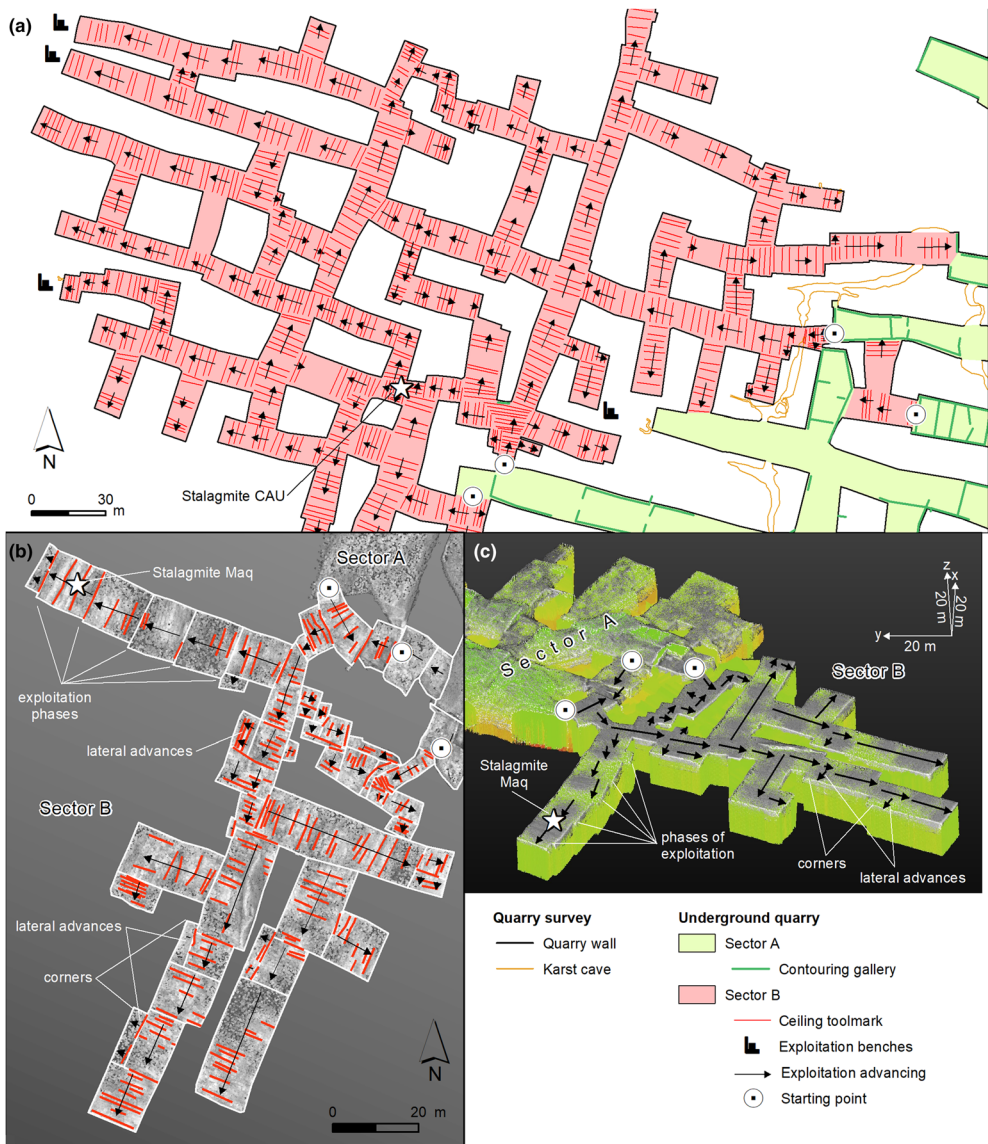 (a)
N
0 30
m
Stalagmite CAU
(b)
Sector A
Stalagmite Maq
exploitation
phases
lateral advances
Sector B
lateral advances
corners
N
0 20 m
(c)
z
x
20 m
20 m
y
20 m
Sector A
Sector B
Stalagmite
Maq
phases of
exploitation
corners
lateral advances
Quarry survey
Quarry wall
Karst cave
Underground quarry
Sector A
Contouring gallery
Sector B
Ceiling toolmark
Exploitation benches
Exploitation advancing
Starting point